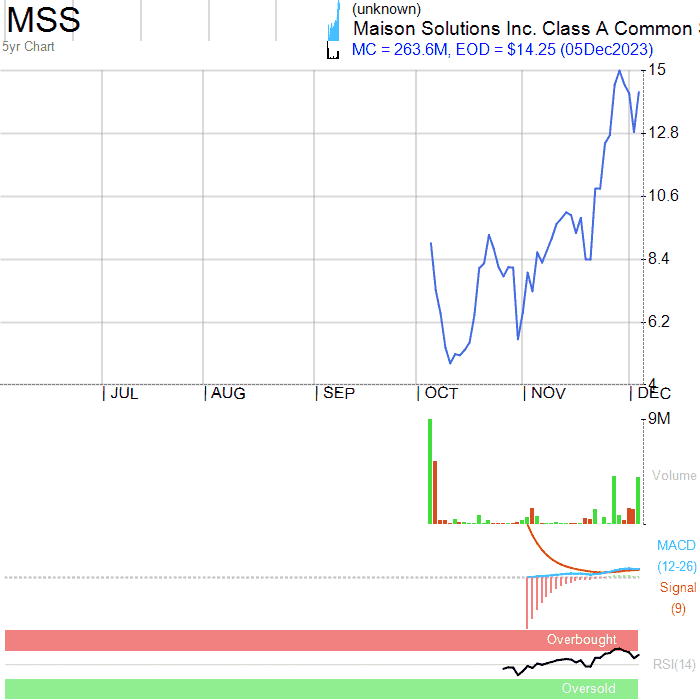 MSS
(unknown)
Maison Solutions Inc. Class A Common S
5yr Chart
MC = 263.6M, EOD = $14.25 (05Dec2023)
15
12.8
10.6
8.4
6.2
4
JUL AUG SEP OCT NOV DEC
9M
Volume
MACD
(12-26)
Signal
(9)
Overbought
RSI(14)
Oversold